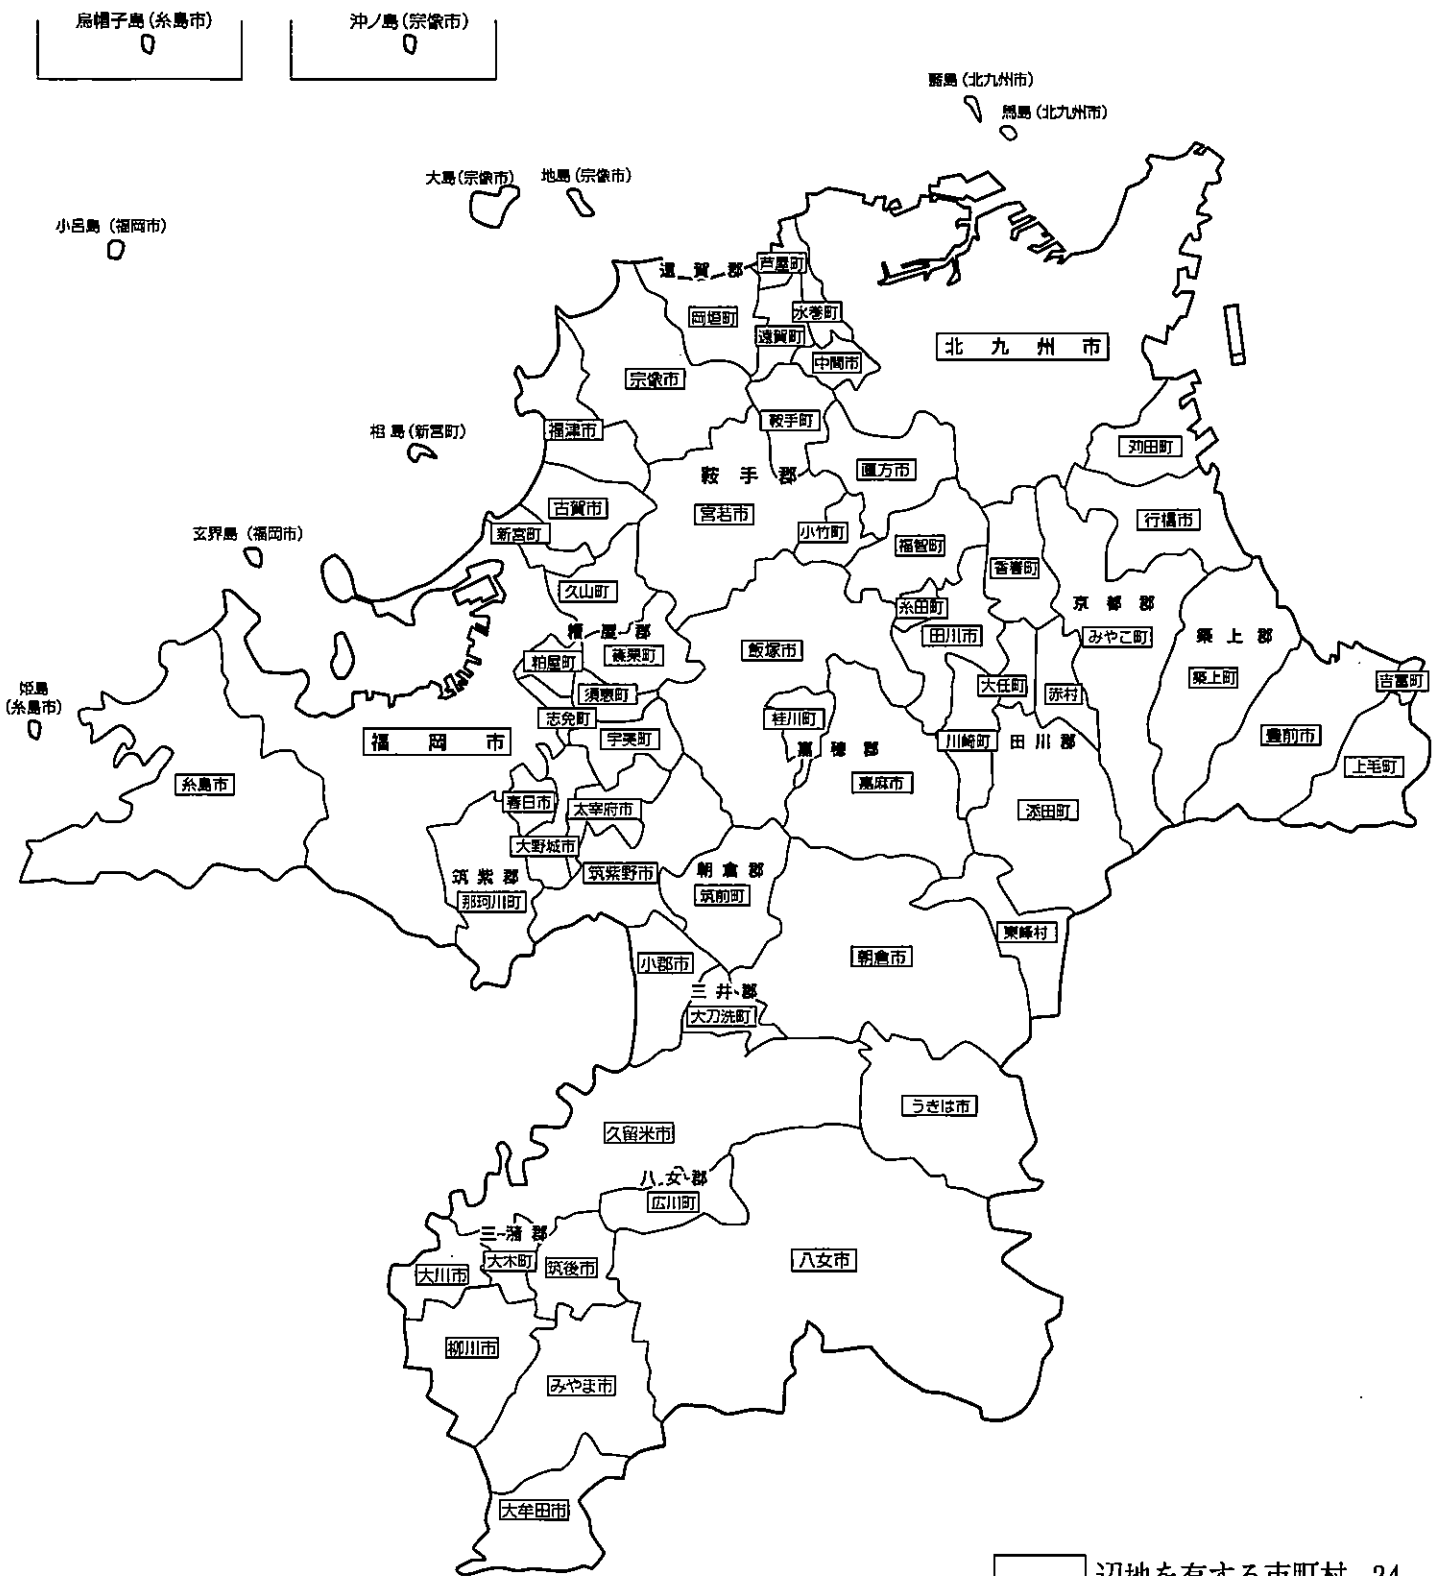 烏帽子島(糸島市)
沖ノ島(宗像市)
藍島(北九州市)
馬島(北九州市)
大島(宗像市)
地島(宗像市)
小呂島(福岡市)
遠賀郡
芦屋町
岡垣町
水巻町
遠賀町
北九州市
中間市
宗像市
鞍手町
福津市
相島(新宮町)
苅田町
直方市
鞍手郡
古賀市
宮若市
行橋市
新宮町
小竹町
玄界島(福岡市)
福智町
香春町
久山町
糸田町
京都郡
糟屋郡
田川市
みやこ町
築上郡
飯塚市
篠栗町
粕屋町
築上町
吉富町
大任町
赤村
姫島
(糸島市)
須恵町
志免町
桂川町
福岡市
宇美町
川崎町
田川郡
豊前市
嘉穂郡
上毛町
糸島市
嘉麻市
春日市
太宰府市
添田町
大野城市
筑紫郡
筑紫野市
朝倉郡
那珂川町
筑前町
東峰村
小郡市
朝倉市
三井郡
大刀洗町
うきは市
久留米市
八女郡
広川町
三潴郡
大木町
八女市
筑後市
大川市
柳川市
みやま市
大牟田市